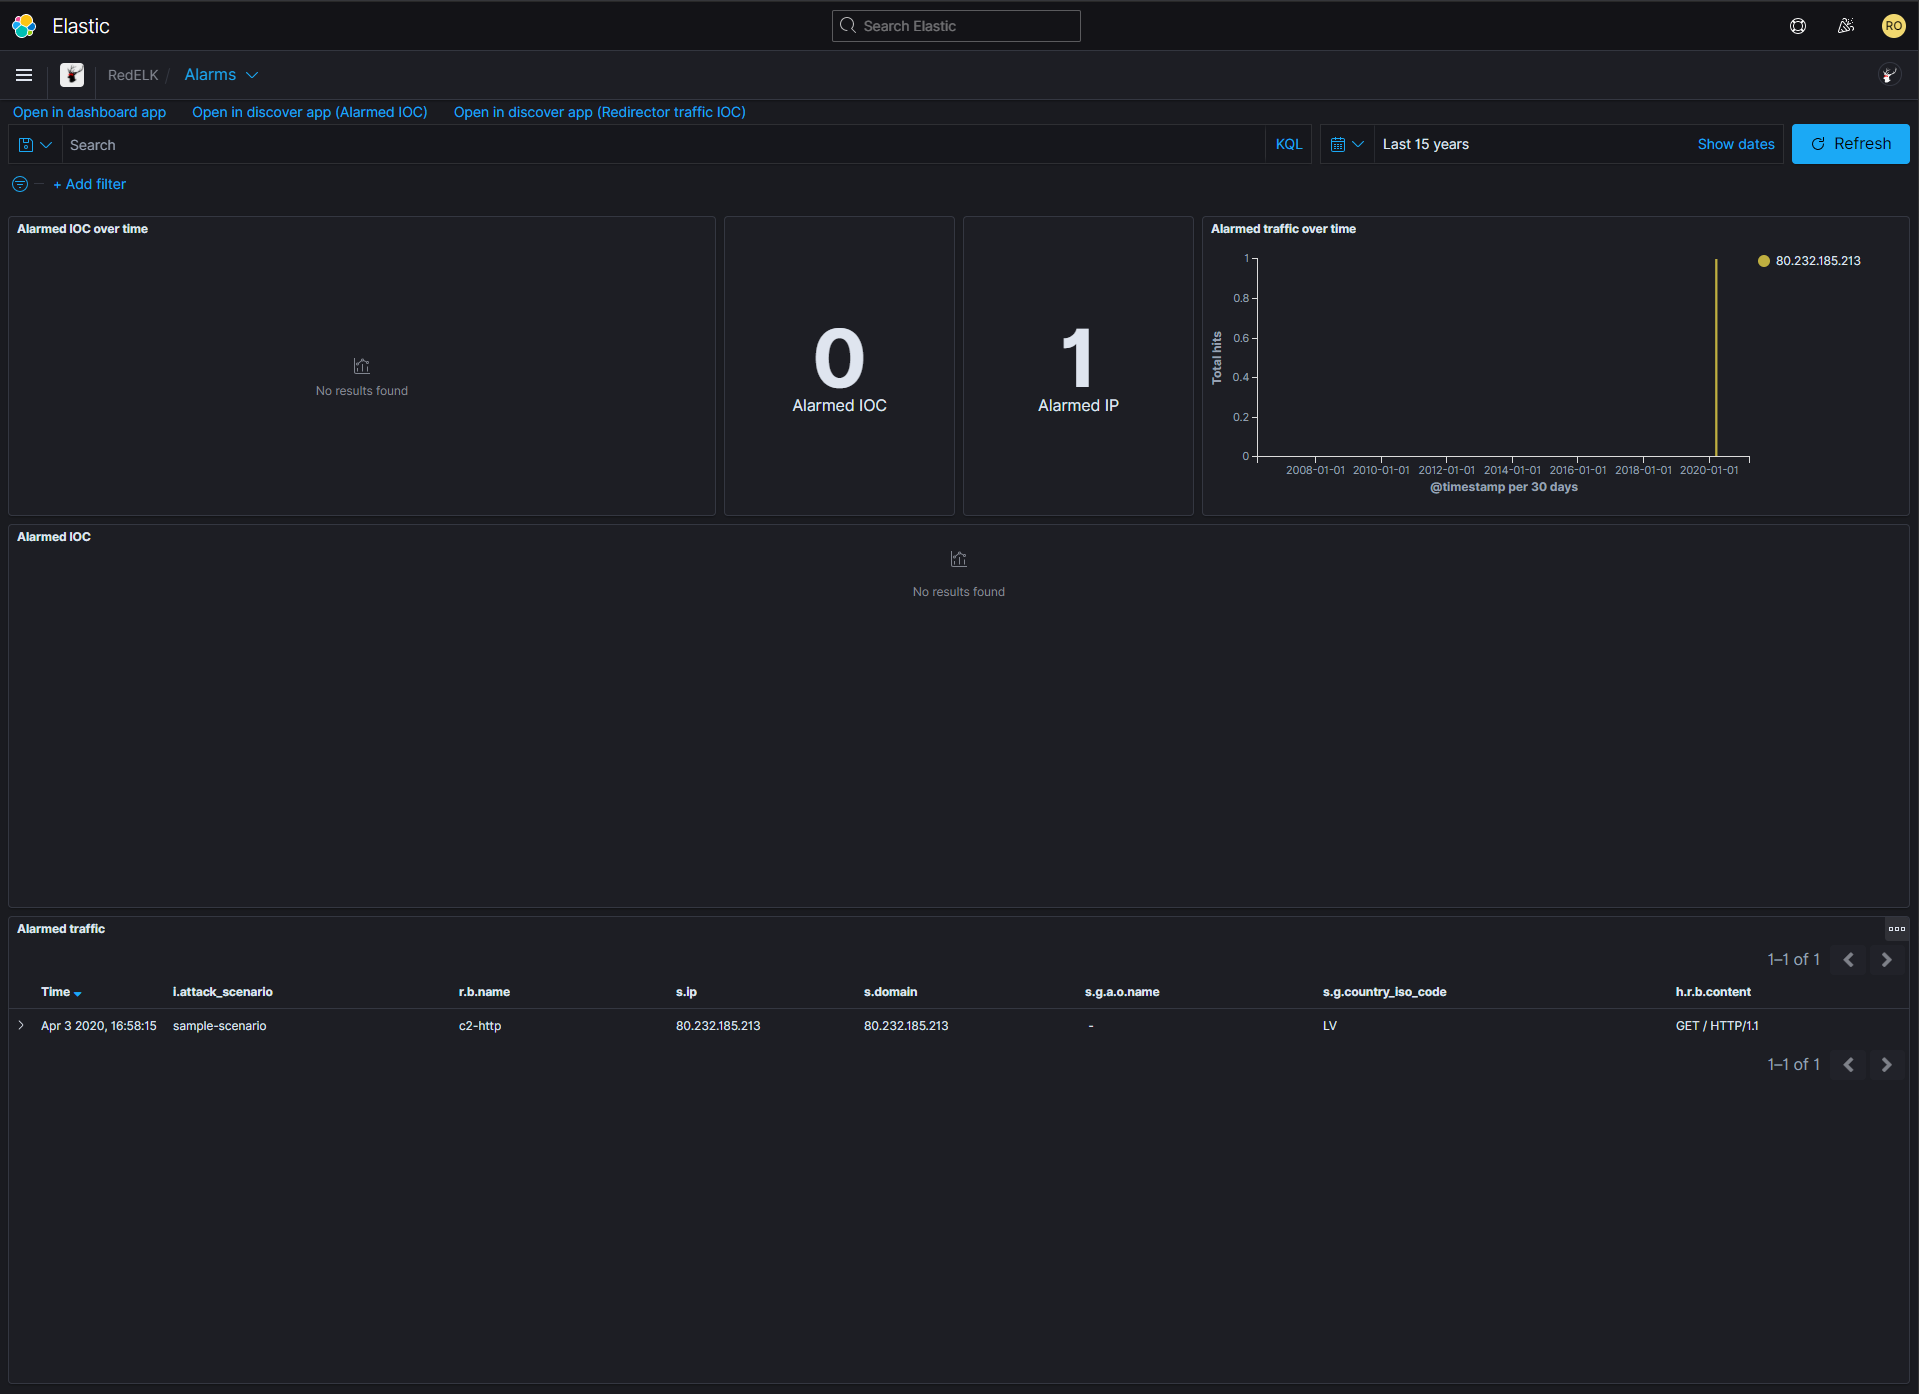 Elastic
Search Elastic
RO
RedELK / Alarms
Open in dashboard app Open in discover app (Alarmed IOC) Open in discover app (Redirector traffic IOC)
Search KQL Last 15 years Show dates Refresh
+ Add filter
Alarmed IOC over time
No results found
0
Alarmed IOC
1
Alarmed IP
Alarmed traffic over time
80.232.185.213
1
0.8
0.6
0.4
0.2
0
Total hits
2008-01-01 2010-01-01 2012-01-01 2014-01-01 2016-01-01 2018-01-01 2020-01-01
@timestamp per 30 days
Alarmed IOC
No results found
Alarmed traffic
1–1 of 1
Time i.attack_scenario r.b.name s.ip s.domain s.g.a.o.name s.g.country_iso_code h.r.b.content
Apr 3 2020, 16:58:15 sample-scenario c2-http 80.232.185.213 80.232.185.213 - LV GET / HTTP/1.1
1–1 of 1